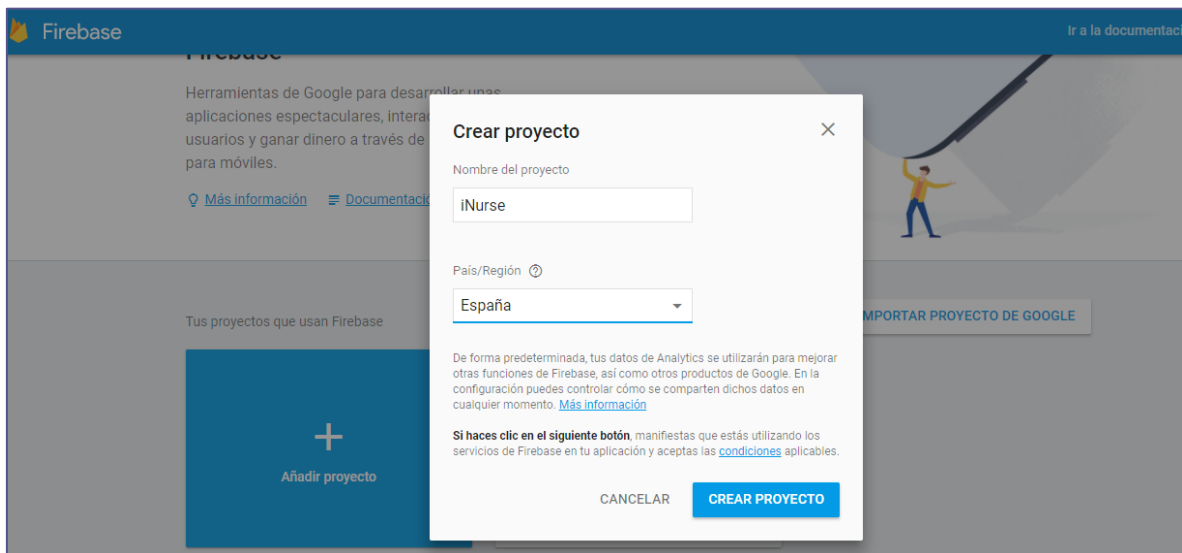 Firebase
Ir a la documentaci
Firebase
Herramientas de Google para desarrollar unas
aplicaciones espectaculares, interac
usuarios y ganar dinero a través de
para móviles.
Más información
Documentació
Tus proyectos que usan Firebase
Añadir proyecto
MPORTAR PROYECTO DE GOOGLE
Crear proyecto
Nombre del proyecto
iNurse
País/Región
España
De forma predeterminada, tus datos de Analytics se utilizarán para mejorar
otras funciones de Firebase, así como otros productos de Google. En la
configuración puedes controlar cómo se comparten dichos datos en
cualquier momento. Más información
Si haces clic en el siguiente botón, manifiestas que estás utilizando los
servicios de Firebase en tu aplicación y aceptas las condiciones aplicables.
CANCELAR
CREAR PROYECTO